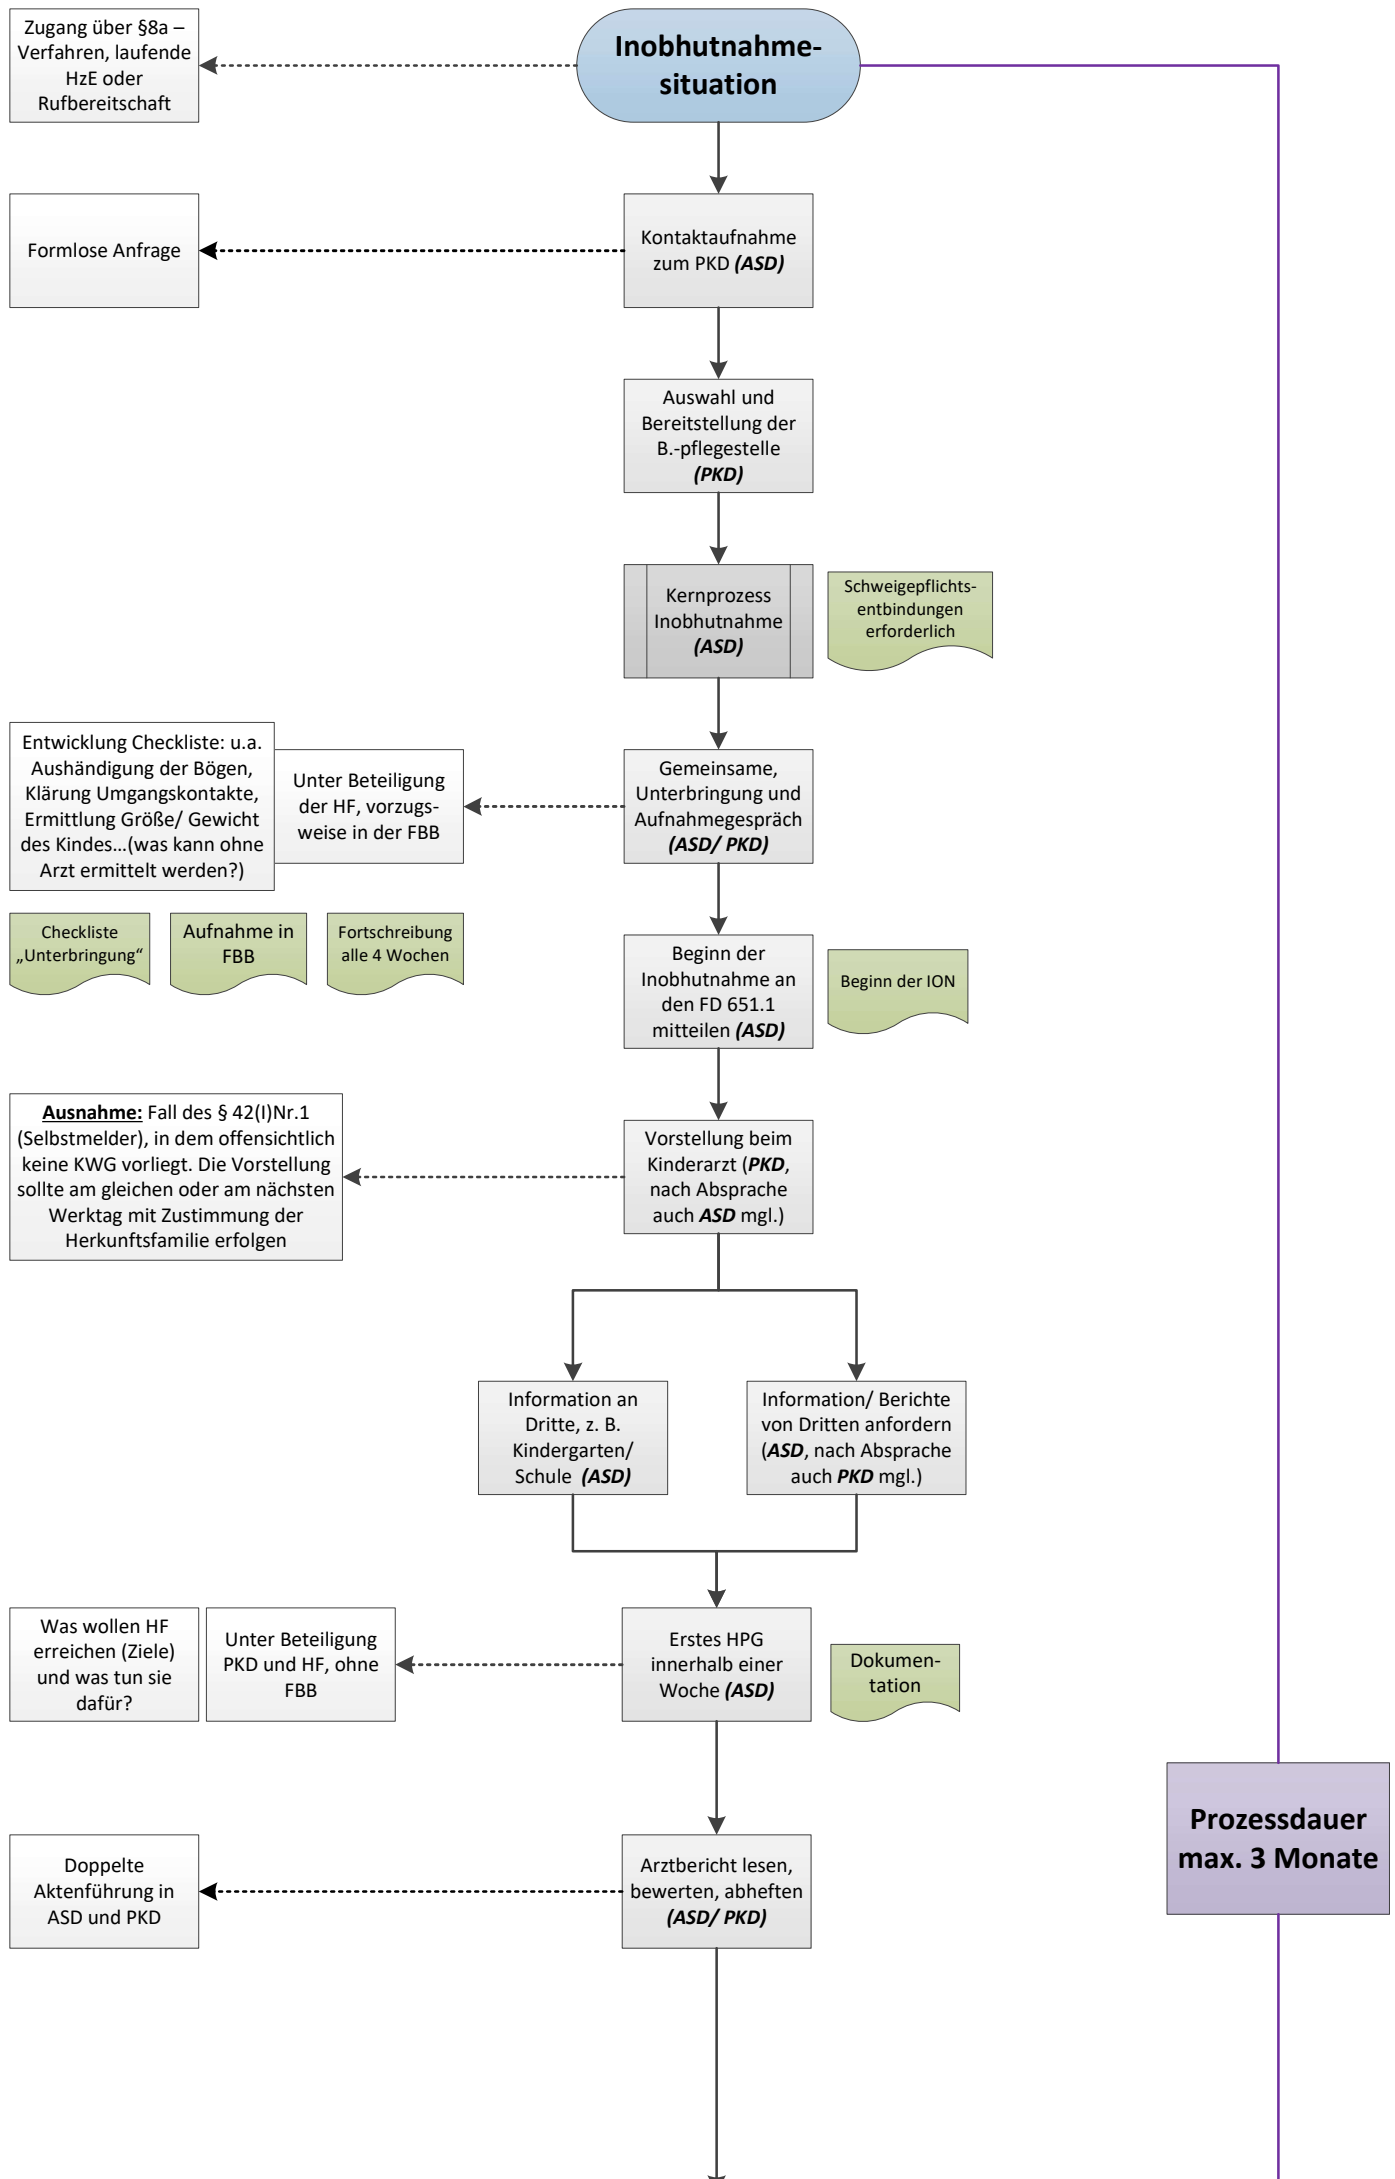 Zugang über §8a –
Verfahren, laufende
HzE oder
Rufbereitschaft
Inobhutnahme-
situation
Formlose Anfrage
Kontaktaufnahme
zum PKD (ASD)
Auswahl und
Bereitstellung der
B.-pflegestelle
(PKD)
Kernprozess
Inobhutnahme
(ASD)
Schweigepflichts-
entbindungen
erforderlich
Entwicklung Checkliste: u.a.
Aushändigung der Bögen,
Klärung Umgangskontakte,
Ermittlung Größe/ Gewicht
des Kindes…(was kann ohne
Arzt ermittelt werden?)
Unter Beteiligung
der HF, vorzugs-
weise in der FBB
Gemeinsame,
Unterbringung und
Aufnahmegespräch
(ASD/ PKD)
Checkliste
„Unterbringung“
Aufnahme in
FBB
Fortschreibung
alle 4 Wochen
Beginn der
Inobhutnahme an
den FD 651.1
mitteilen (ASD)
Beginn der ION
Ausnahme: Fall des § 42(I)Nr.1
(Selbstmelder), in dem offensichtlich
keine KWG vorliegt. Die Vorstellung
sollte am gleichen oder am nächsten
Werktag mit Zustimmung der
Herkunftsfamilie erfolgen
Vorstellung beim
Kinderarzt (PKD,
nach Absprache
auch ASD mgl.)
Information an
Dritte, z. B.
Kindergarten/
Schule (ASD)
Information/ Berichte
von Dritten anfordern
(ASD, nach Absprache
auch PKD mgl.)
Was wollen HF
erreichen (Ziele)
und was tun sie
dafür?
Unter Beteiligung
PKD und HF, ohne
FBB
Erstes HPG
innerhalb einer
Woche (ASD)
Dokumen-
tation
Prozessdauer
max. 3 Monate
Doppelte
Aktenführung in
ASD und PKD
Arztbericht lesen,
bewerten, abheften
(ASD/ PKD)